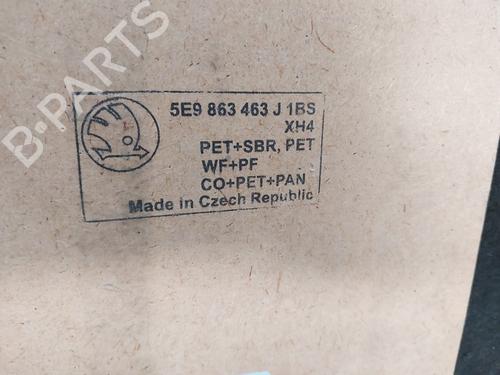 B-PARTS
5E9 863 463 J 1BS
XH4
PET+SBR, PET
WF+PF
CO+PET+PAN
Made in Czech Republic